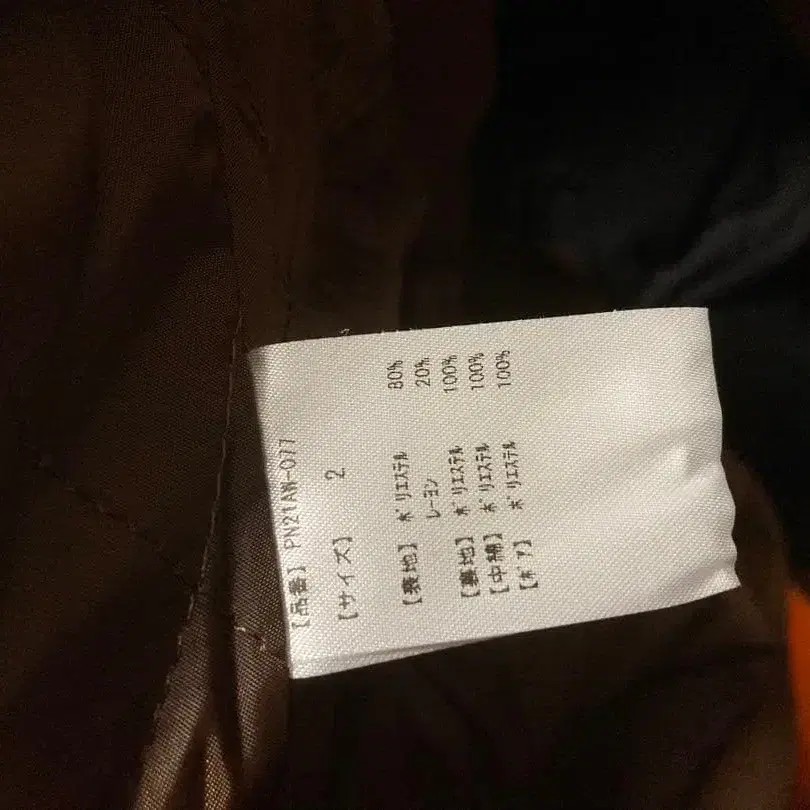 【品番】 PN21AW-077
【サイズ】 2
【表地】 ﾎﾟﾘｴｽﾃﾙ 80%
ﾚｰﾖﾝ 20%
【裏地】 ﾎﾟﾘｴｽﾃﾙ 100%
【中綿】 ﾎﾟﾘｴｽﾃﾙ 100%
【ﾎﾞｱ】 ﾎﾟﾘｴｽﾃﾙ 100%